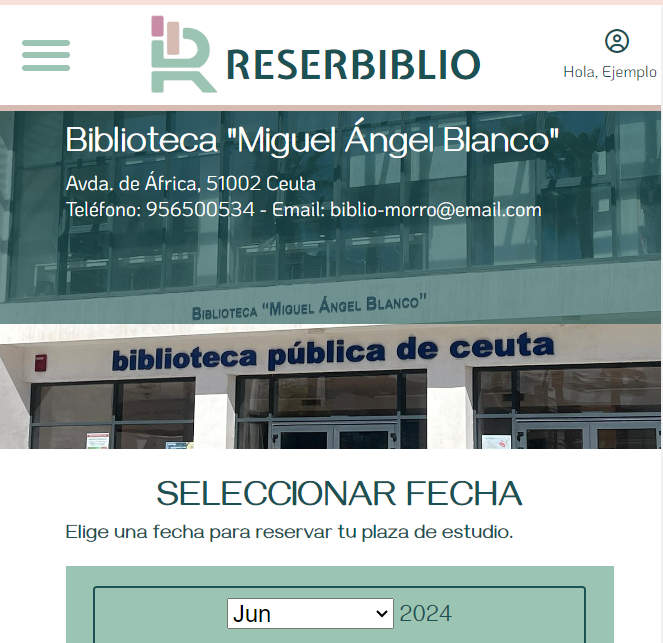 RESERBIBLIO
Hola, Ejemplo
Biblioteca "Miguel Ángel Blanco"
Avda. de África, 51002 Ceuta
Teléfono: 956500534 - Email: biblio-morro@email.com
Biblioteca “Miguel Ángel Blanco”
biblioteca pública de ceuta
SELECCIONAR FECHA
Elige una fecha para reservar tu plaza de estudio.
Jun 2024